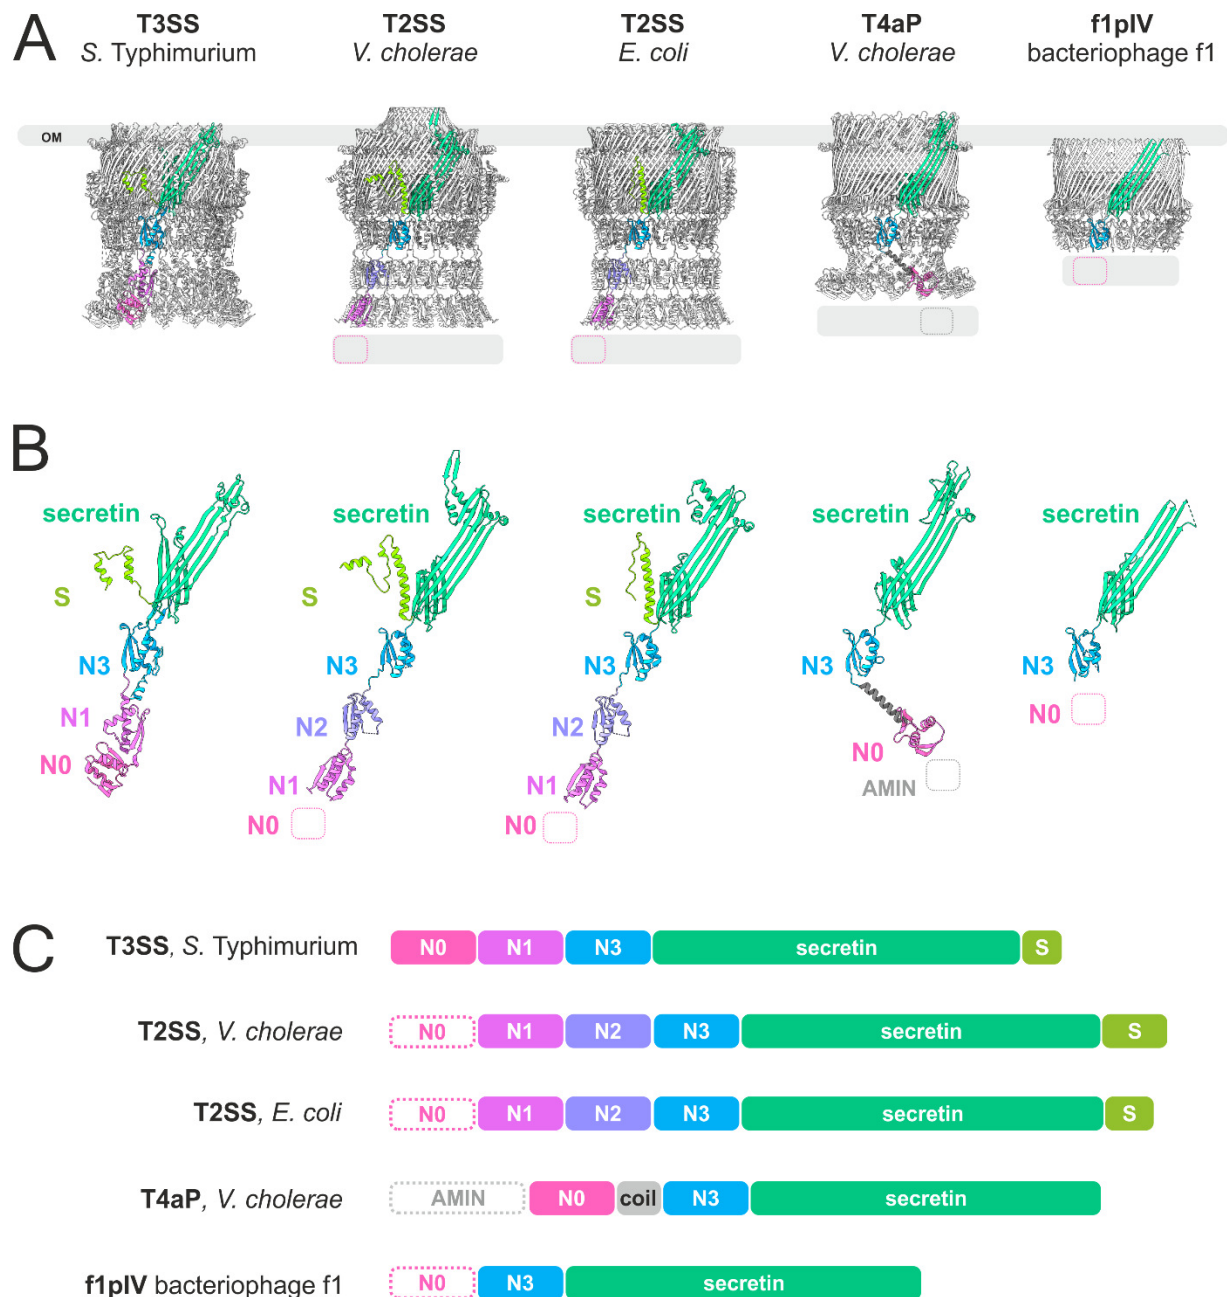 A
T3SS
S. Typhimurium
T2SS
V. cholerae
T2SS
E. coli
T4aP
V. cholerae
f1pIV
bacteriophage f1
OM
B
secretin
S
N3
N1
N0
secretin
S
N3
N2
N1
N0
secretin
S
N3
N2
N1
N0
secretin
N3
N0
AMIN
secretin
N3
N0
C
T3SS, S. Typhimurium N0 N1 N3 secretin S
T2SS, V. cholerae N0 N1 N2 N3 secretin S
T2SS, E. coli N0 N1 N2 N3 secretin S
T4aP, V. cholerae AMIN N0 coil N3 secretin
f1pIV bacteriophage f1 N0 N3 secretin